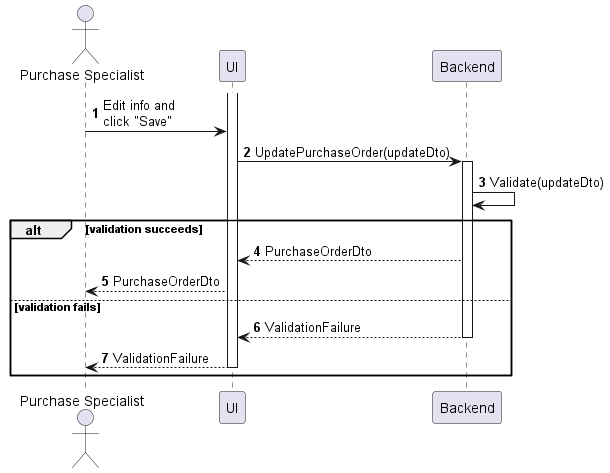 Purchase Specialist
UI
Backend
1 Edit info and
click "Save"
2 UpdatePurchaseOrder(updateDto)
3 Validate(updateDto)
alt [validation succeeds]
4 PurchaseOrderDto
5 PurchaseOrderDto
[validation fails]
6 ValidationFailure
7 ValidationFailure
Purchase Specialist
UI
Backend